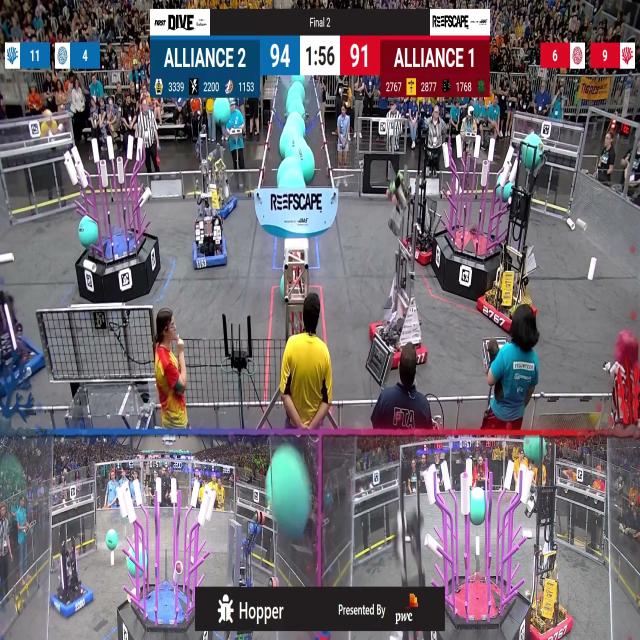 FIRST DIVE
Final 2
REEFSCAPE
11 4
ALLIANCE 2 94 1:56 91 ALLIANCE 1
6 9
3339 2200 1153
2767 2877 1768
REEFSCAPE
1153
2767
77
FTA
Hopper
Presented By pwc